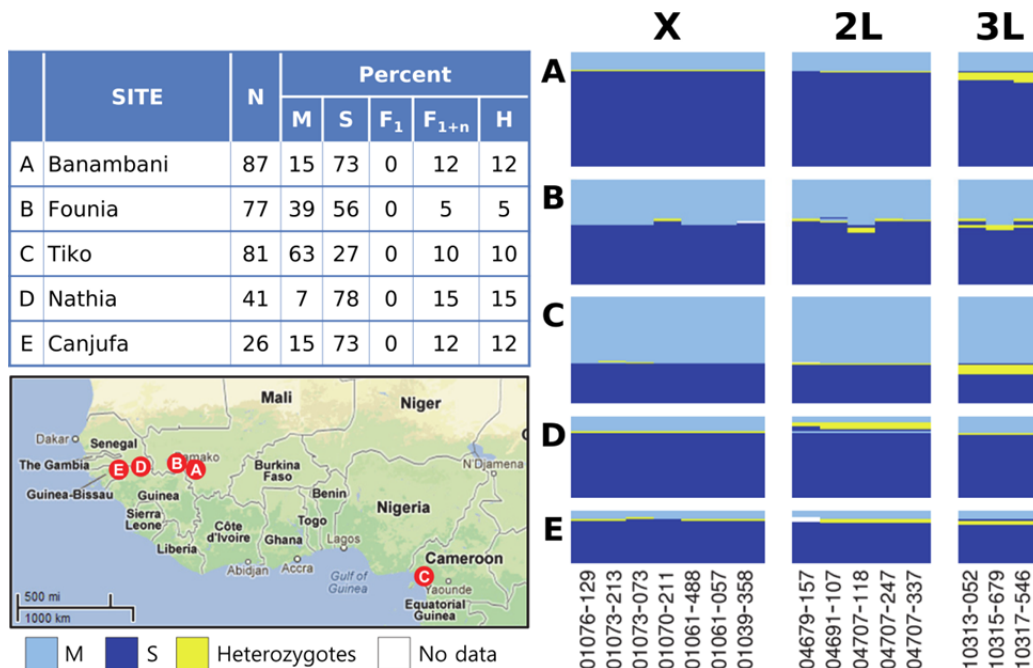 SITE N Percent
M S F1 F1+n H
A Banambani 87 15 73 0 12 12
B Founia 77 39 56 0 5 5
C Tiko 81 63 27 0 10 10
D Nathia 41 7 78 0 15 15
E Canjufa 26 15 73 0 12 12
Mali
Niger
Dakar
Senegal
The Gambia
E D B A
Burkina
Faso
N'Djamena
Guinea-Bissau
Guinea
Benin
Nigeria
Sierra
Leone
Côte
d'Ivoire
Togo
Ghana
Liberia
Lagos
Cameroon
Abidjan
Accra
Gulf of
Guinea
C
Yaounde
Equatorial
Guinea
500 mi
1000 km
M S Heterozygotes No data
X 2L 3L
A
B
C
D
E
01076-129
01073-213
01073-073
01070-211
01061-488
01061-057
01039-358
04679-157
04691-107
04707-118
04707-247
04707-337
10313-052
10315-679
10317-546